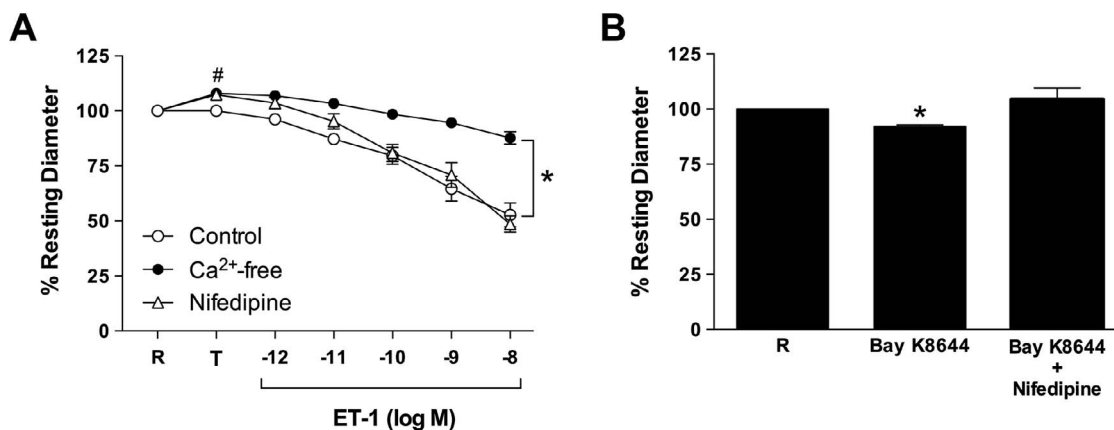 A
% Resting Diameter
125
100
75
50
25
0
#
*
Control
Ca²⁺-free
Nifedipine
R T -12 -11 -10 -9 -8
ET-1 (log M)
B
% Resting Diameter
125
100
75
50
25
0
*
R Bay K8644 Bay K8644
+
Nifedipine